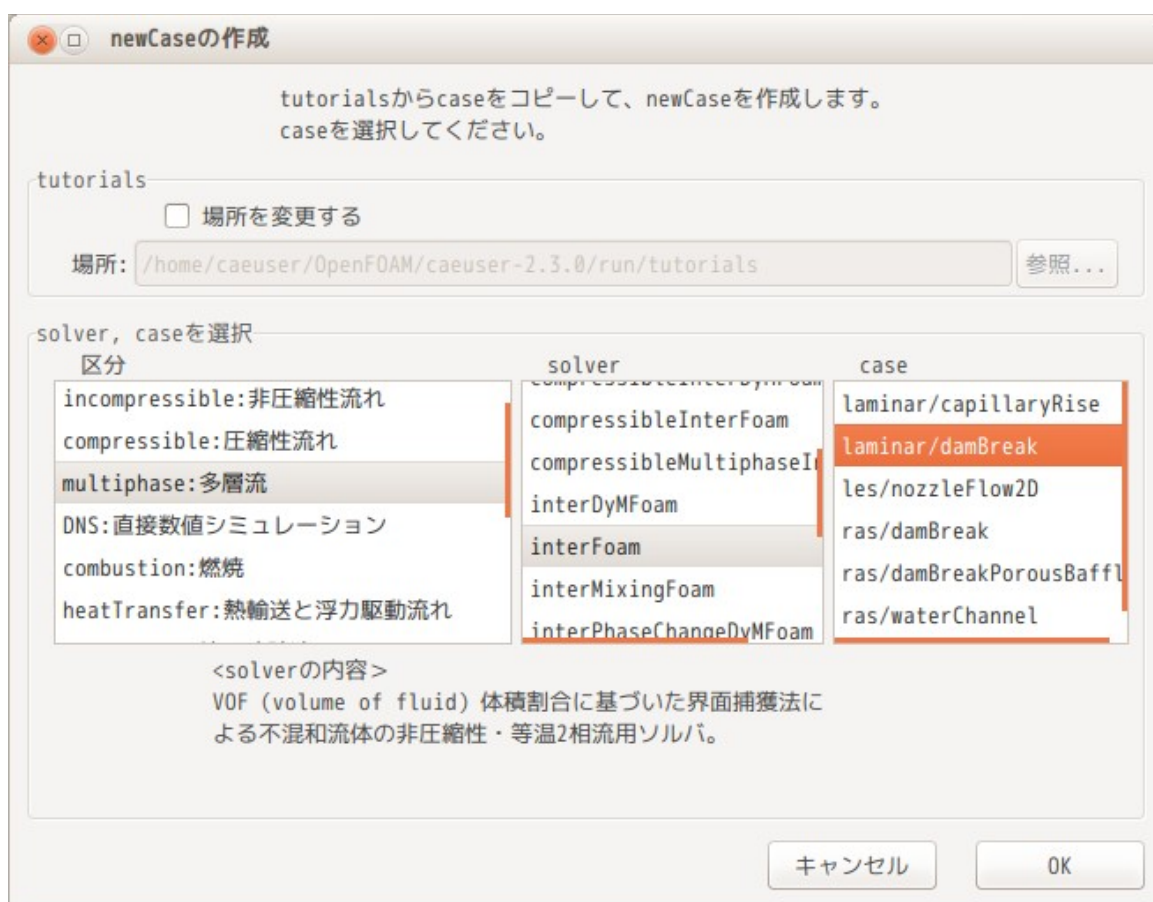 newCaseの作成
tutorialsからcaseをコピーして、newCaseを作成します。
caseを選択してください。
tutorials
場所を変更する
場所: /home/caeuser/OpenFOAM/caeuser-2.3.0/run/tutorials 参照...
solver, caseを選択
区分
incompressible:非圧縮性流れ
compressible:圧縮性流れ
multiphase:多層流
DNS:直接数値シミュレーション
combustion:燃焼
heatTransfer:熱輸送と浮力駆動流れ
solver
compressibleInterFoam
compressibleMultiphaseI
interDyMFoam
interFoam
interMixingFoam
interPhaseChangeDyMFoam
case
laminar/capillaryRise
laminar/damBreak
les/nozzleFlow2D
ras/damBreak
ras/damBreakPorousBaffl
ras/waterChannel
<solverの内容>
VOF (volume of fluid) 体積割合に基づいた界面捕獲法に
よる不混和流体の非圧縮性・等温2相流用ソルバ。
キャンセル OK